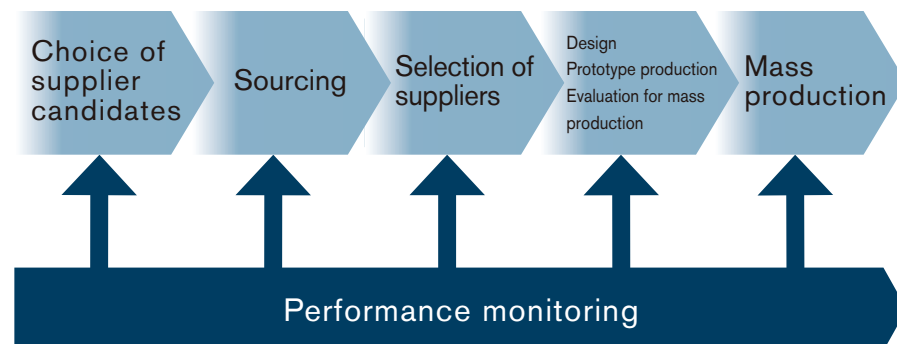 Choice of
supplier
candidates
Sourcing
Selection of
suppliers
Design
Prototype production
Evaluation for mass
production
Mass
production
Performance monitoring